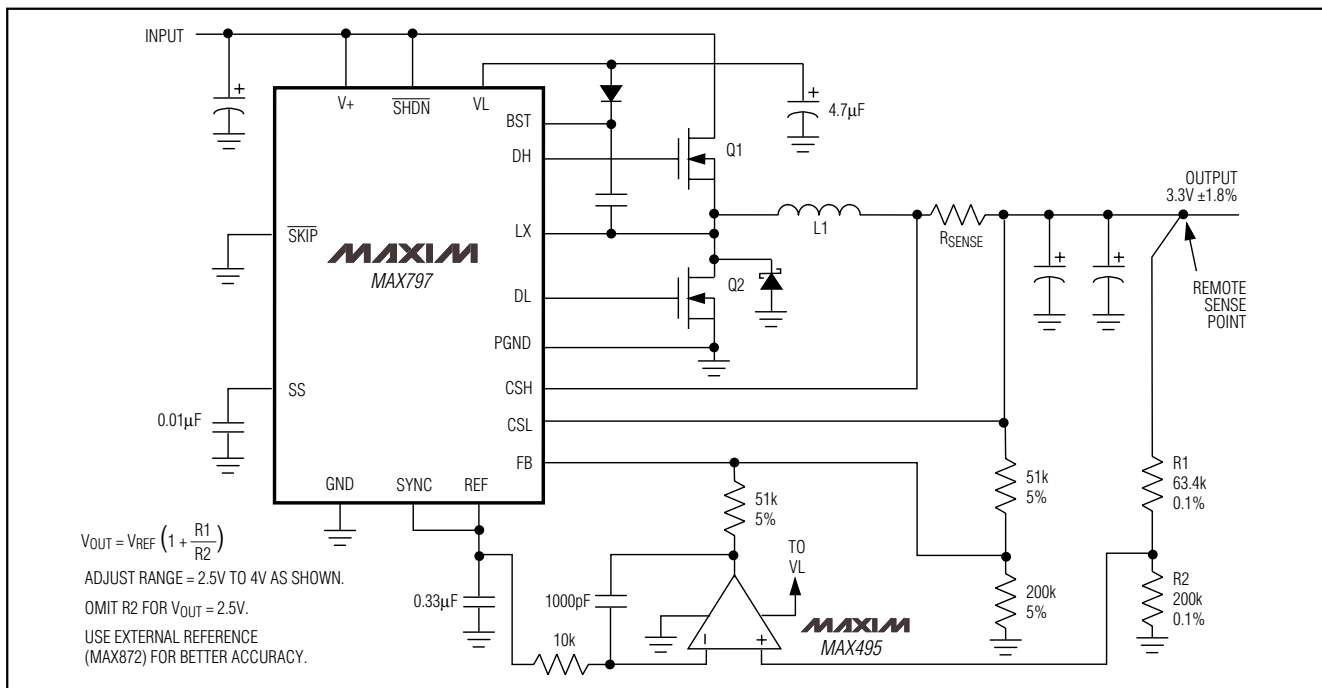 INPUT
V+
SHDN
VL
BST
DH
Q1
4.7µF
OUTPUT
3.3V ±1.8%
SKIP
MAXIM
MAX797
LX
L1
RSENSE
DL
Q2
REMOTE
SENSE
POINT
PGND
SS
0.01µF
CSH
CSL
FB
GND
SYNC
REF
51k
5%
51k
5%
R1
63.4k
0.1%
VOUT = VREF (1 + R1/R2)
ADJUST RANGE = 2.5V TO 4V AS SHOWN.
OMIT R2 FOR VOUT = 2.5V.
USE EXTERNAL REFERENCE
(MAX872) FOR BETTER ACCURACY.
0.33µF
1000pF
10k
TO
VL
MAXIM
MAX495
200k
5%
R2
200k
0.1%